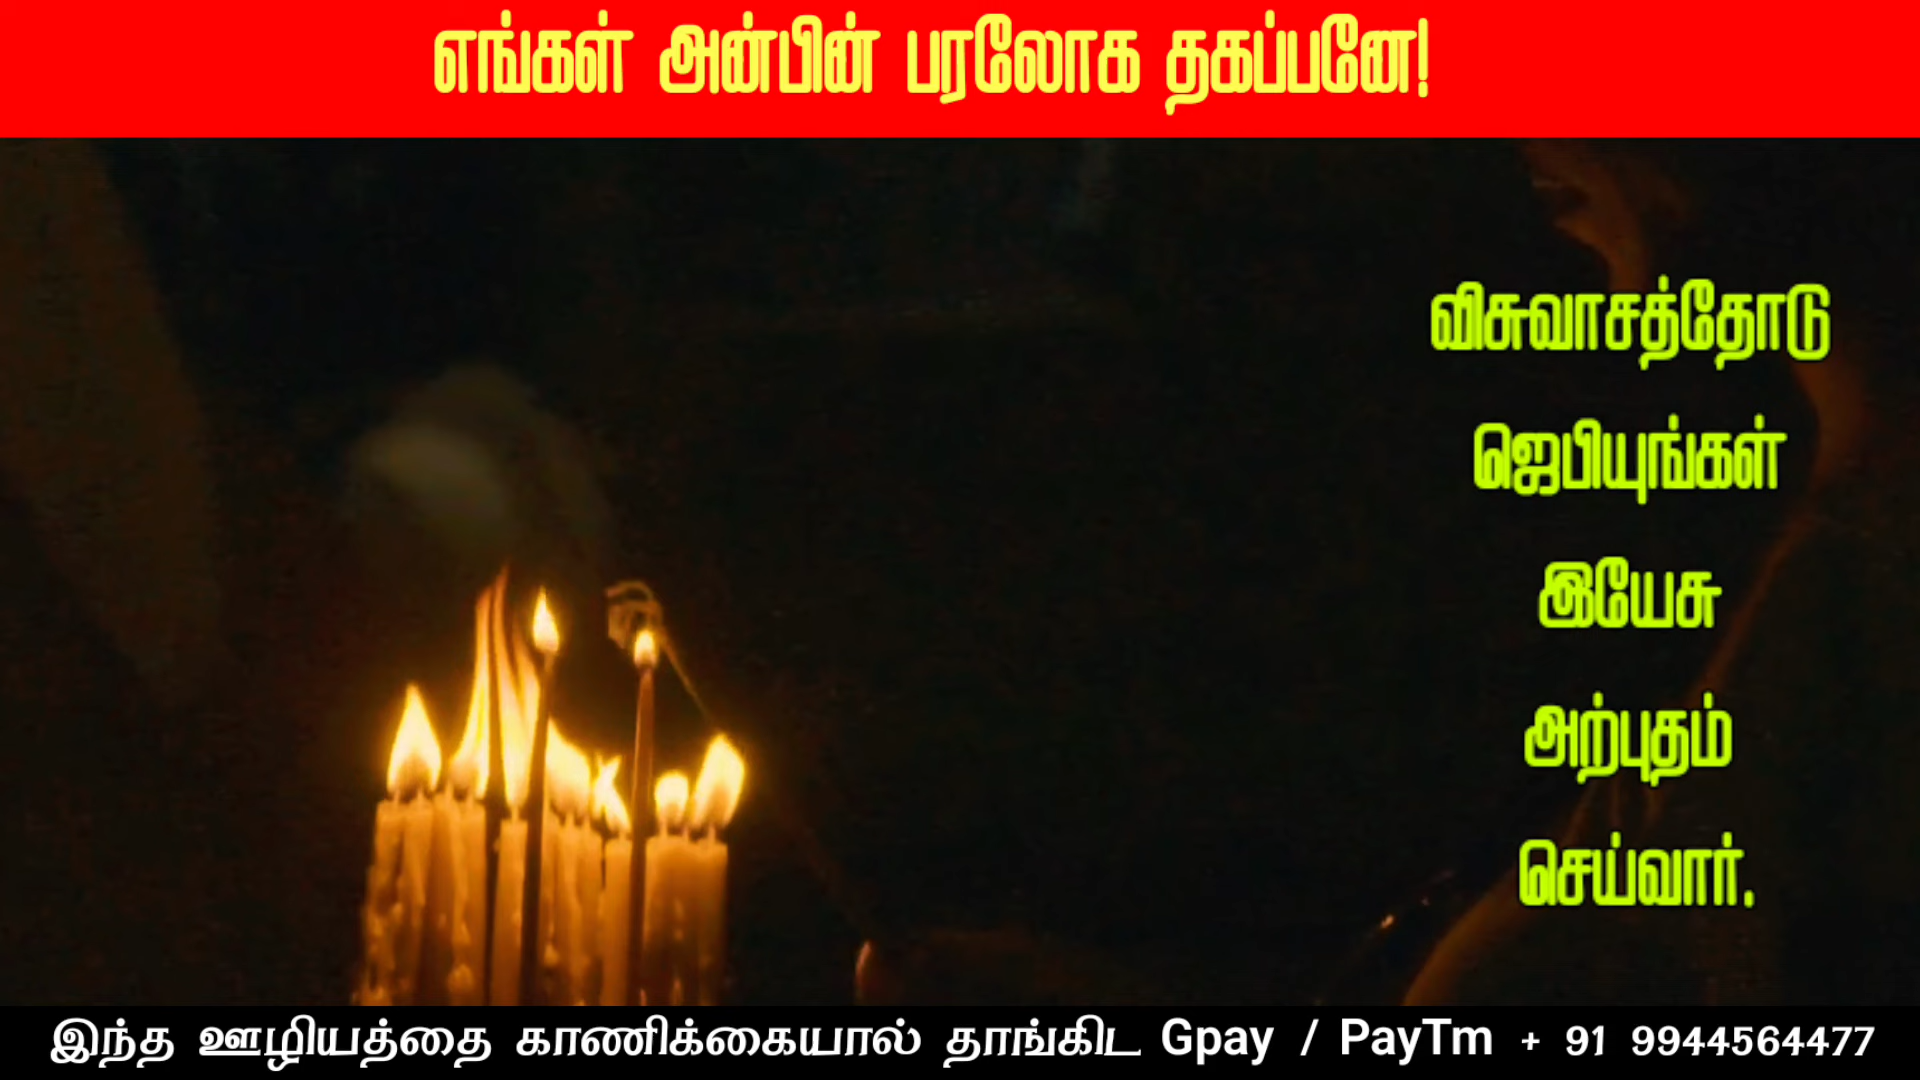 எங்கள் அன்பின் பரலோக தகப்பனே!
விசுவாசத்தோடு
ஜெபியுங்கள்
இயேசு
அற்புதம்
செய்வார்.
இந்த ஊழியத்தை காணிக்கையால் தாங்கிட Gpay / PayTm + 91 9944564477